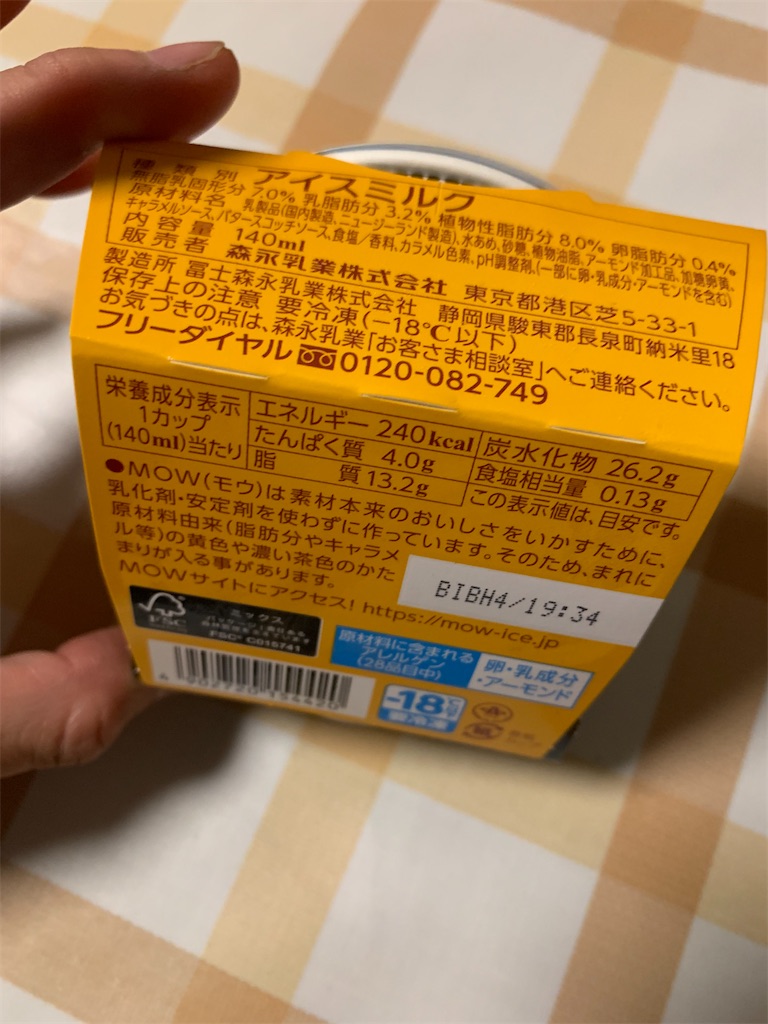 種類別 アイスミルク
無脂乳固形分 7.0% 乳脂肪分 3.2% 植物性脂肪分 8.0% 卵脂肪分 0.4%
原材料名 乳製品(国内製造、ニュージーランド製造)、水あめ、砂糖、植物油脂、アーモンド加工品、加糖卵黄、
キャラメルソース、バタースコッチソース、食塩/香料、カラメル色素、pH調整剤、(一部に卵・乳成分・アーモンドを含む)
内容量 140ml
販売者 森永乳業株式会社 東京都港区芝5-33-1
製造所 冨士森永乳業株式会社 静岡県駿東郡長泉町納米里18
保存上の注意 要冷凍(−18℃以下)
お気づきの点は、森永乳業「お客さま相談室」へご連絡ください。
フリーダイヤル 0120-082-749
栄養成分表示
1カップ
(140ml)当たり
エネルギー 240kcal
たんぱく質 4.0g
脂質 13.2g
炭水化物 26.2g
食塩相当量 0.13g
この表示値は、目安です。
●MOW(モウ)は素材本来のおいしさをいかすために、
乳化剤・安定剤を使わずに作っています。そのため、まれに
原材料由来(脂肪分やキャラメ
ル等)の黄色や濃い茶色のかた
まりが入る事があります。
BIBH4/19:34
MOWサイトにアクセス! https://mow-ice.jp
FSC
ミックス
FSC® C015741
原材料に含まれる
アレルゲン
(28品目中)
卵・乳成分
・アーモンド
4 902720 154420
-18℃以下
要冷凍